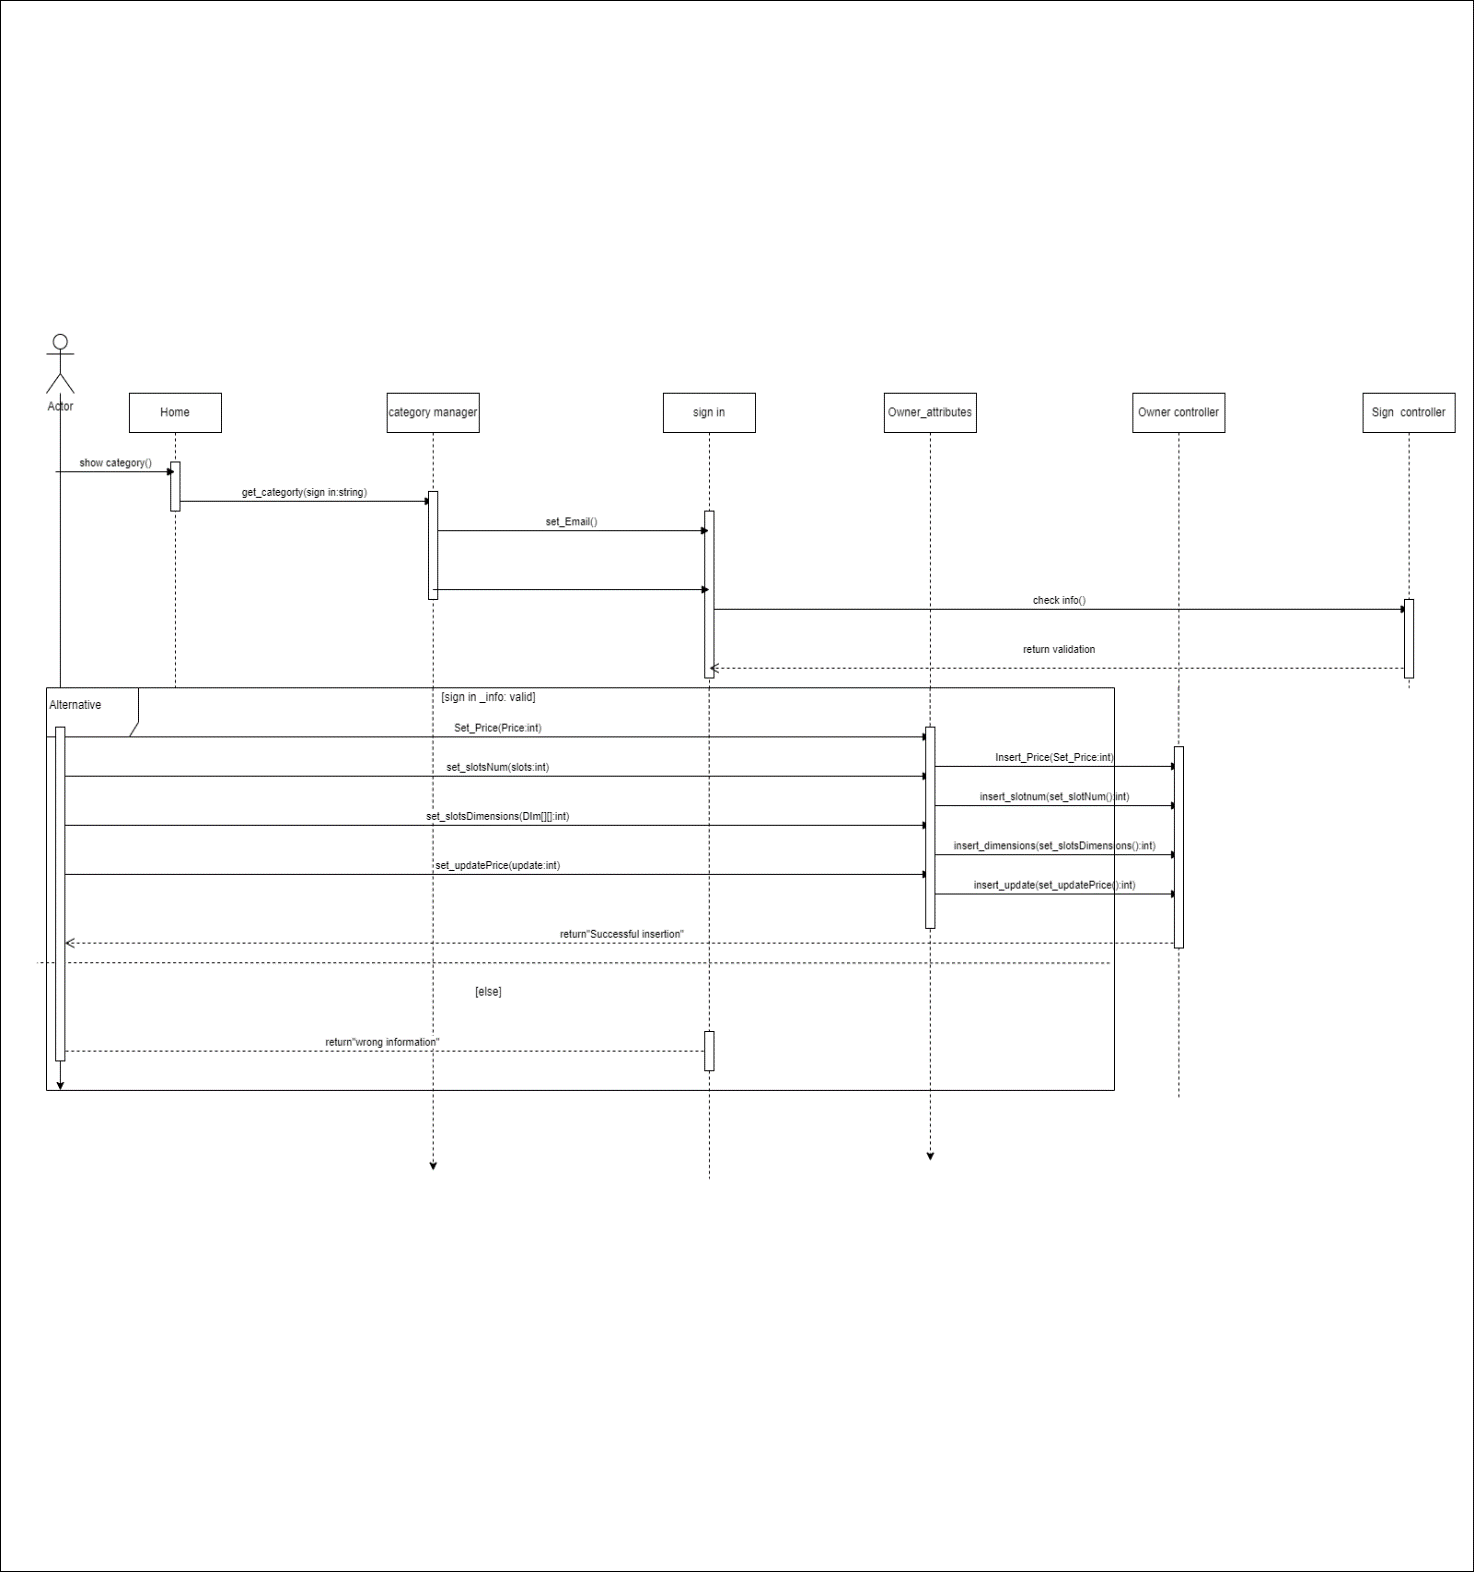 Actor
Home
category manager
sign in
Owner_attributes
Owner controller
Sign controller
show category()
get_categorty(sign in:string)
set_Email()
check info()
return validation
Alternative
[sign in _info: valid]
Set_Price(Price:int)
Insert_Price(Set_Price:int)
set_slotsNum(slots:int)
insert_slotnum(set_slotNum():int)
set_slotsDimensions(DIm[][]:int)
insert_dimensions(set_slotsDimensions():int)
set_updatePrice(update:int)
insert_update(set_updatePrice():int)
return"Successful insertion"
[else]
return"wrong information"